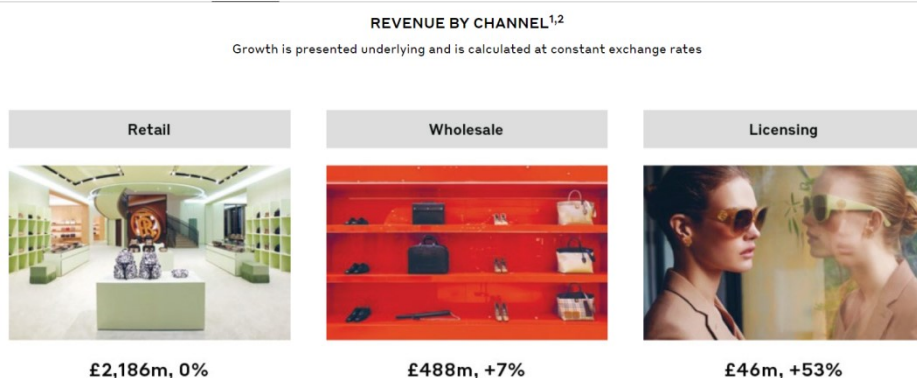 REVENUE BY CHANNEL1,2
Growth is presented underlying and is calculated at constant exchange rates
Retail
Wholesale
Licensing
£2,186m, 0%
£488m, +7%
£46m, +53%